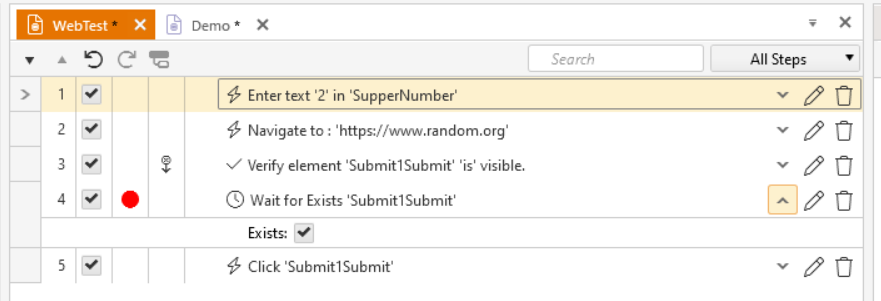 WebTest * Demo *
Search All Steps
1 Enter text '2' in 'SupperNumber'
2 Navigate to : 'https://www.random.org'
3 Verify element 'Submit1Submit' 'is' visible.
4 Wait for Exists 'Submit1Submit'
Exists:
5 Click 'Submit1Submit'